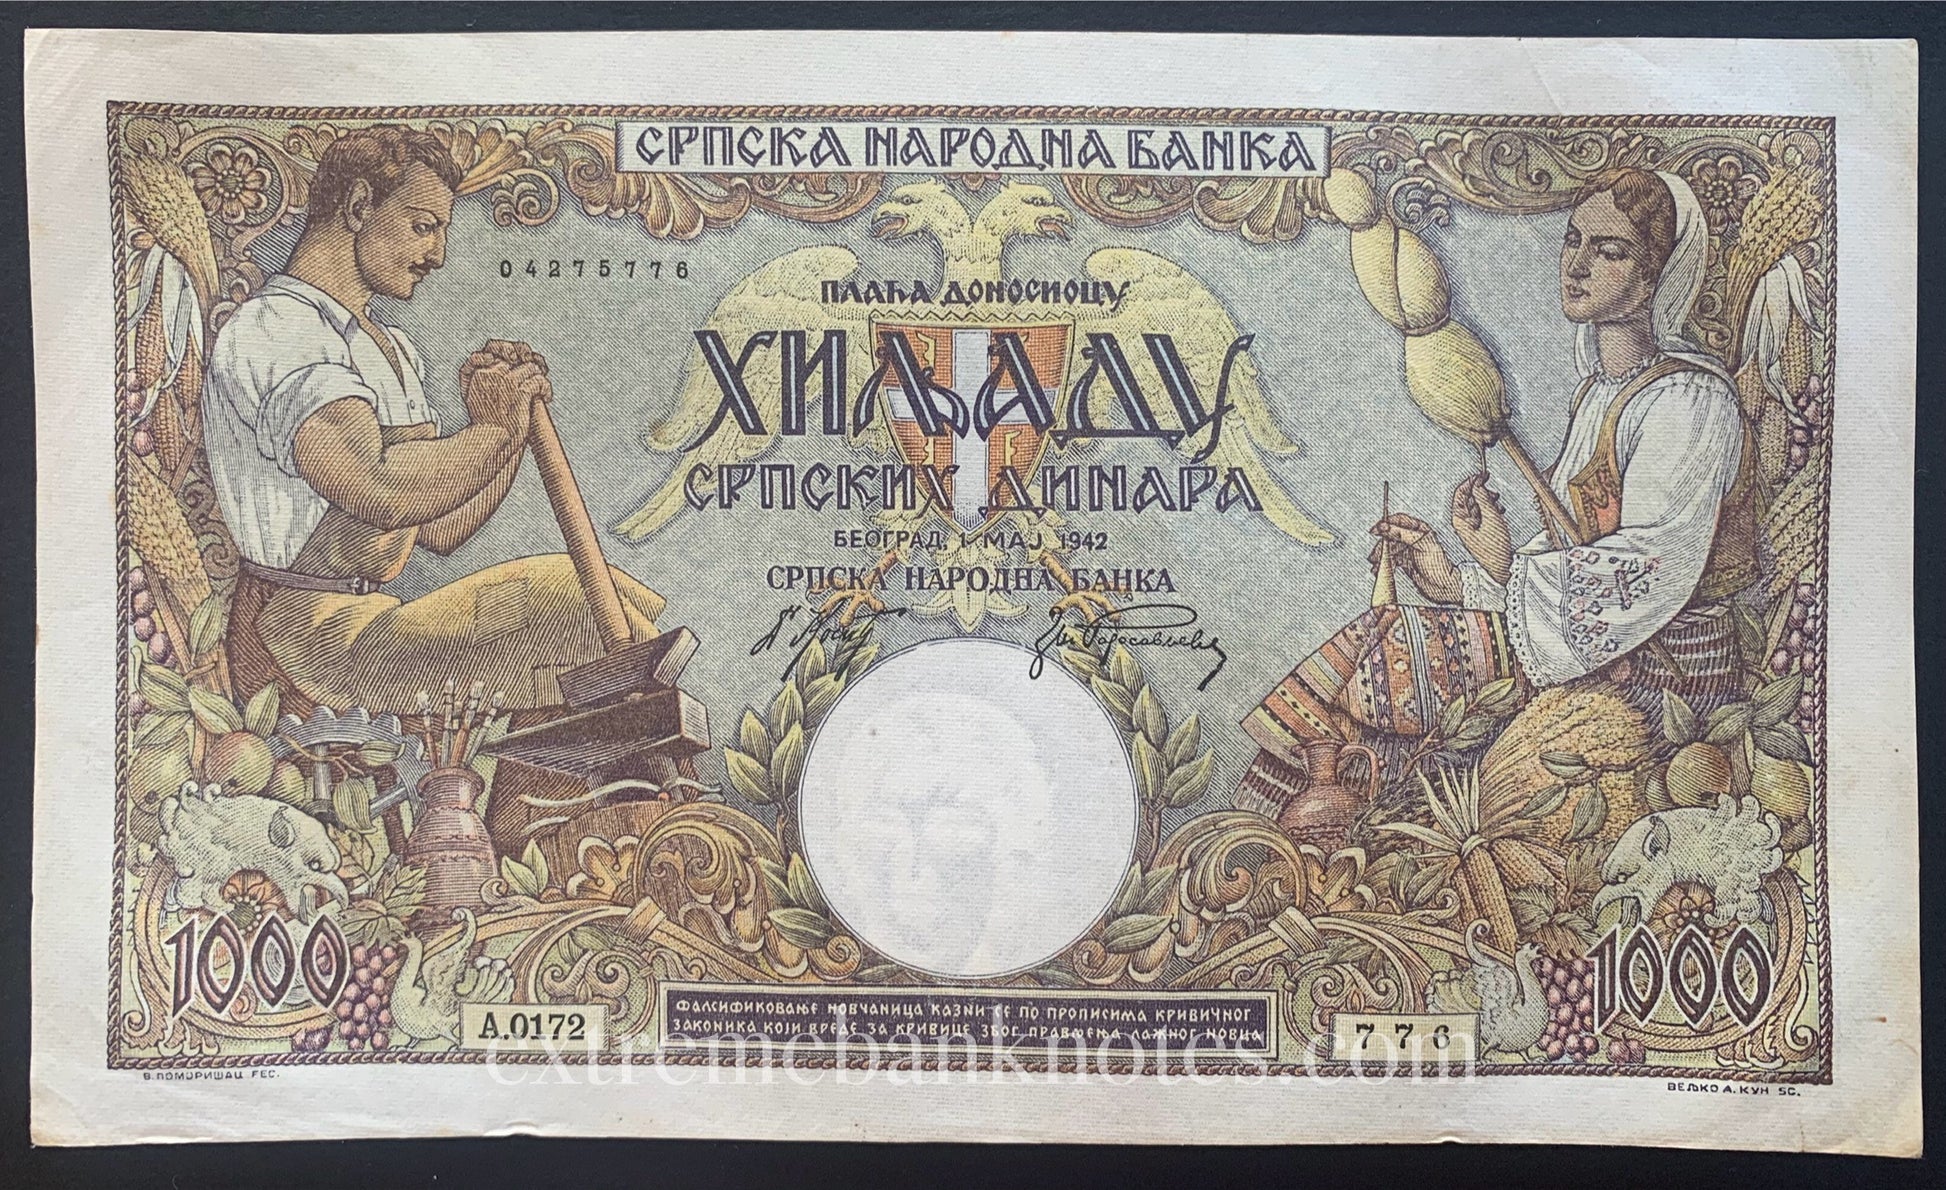 СРПСКА НАРОДНА БАНКА
04275776
ПЛАЋА ДОНОСИОЦУ
ХИЉАДУ
СРПСКИХ ДИНАРА
БЕОГРАД, 1 МАЈ 1942
СРПСКА НАРОДНА БАНКА
1000
1000
А.0172
ФАЛСИФИКОВАЊЕ НОВЧАНИЦА КАЗНИ СЕ ПО ПРОПИСИМА КРИВИЧНОГ
ЗАКОНИКА КОЈИ ВРЕДЕ ЗА КРИВИЦЕ ЗБОГ ПРАВЉЕЊА ЛАЖНОГ НОВЦА
776
extremebanknotes.com
В. ПОМОРИШАЦ FEC.
ВЕЉКО А. КУН SC.